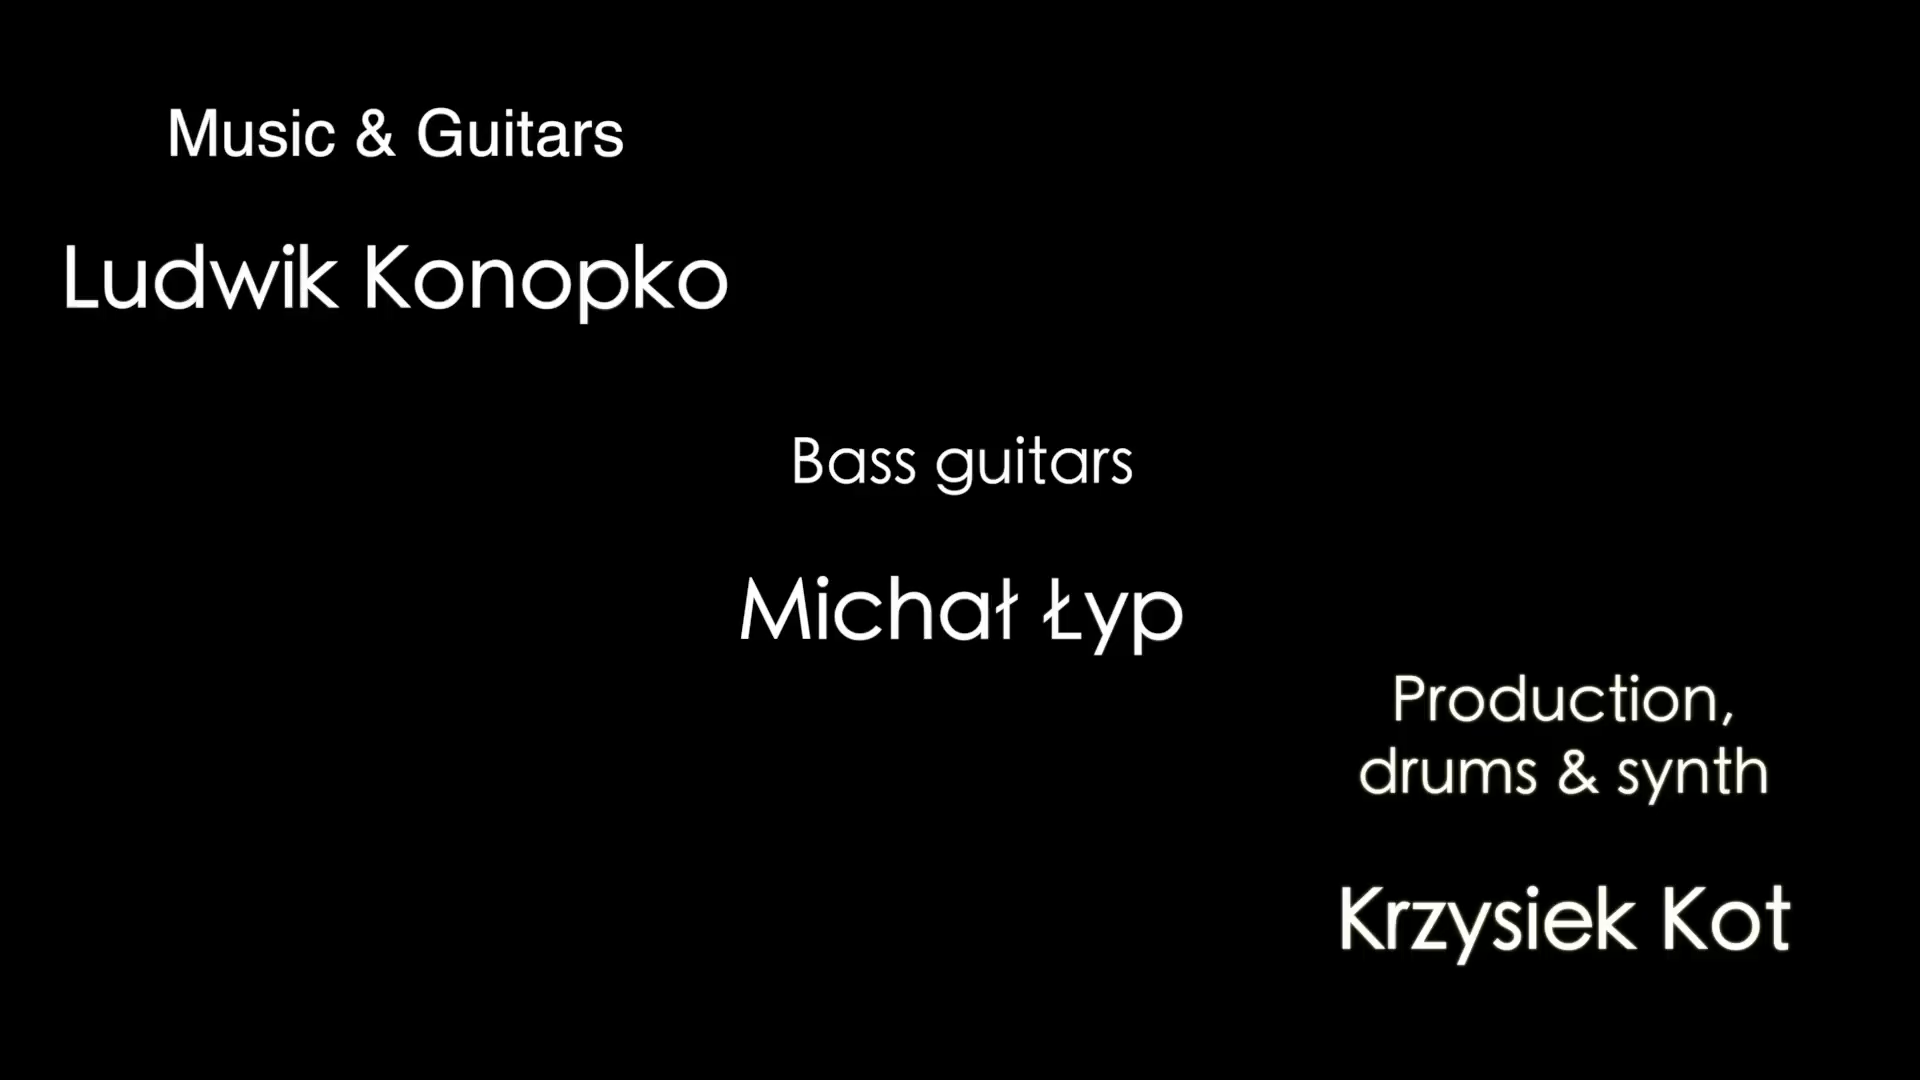 Music & Guitars
Ludwik Konopko
Bass guitars
Michał Łyp
Production,
drums & synth
Krzysiek Kot